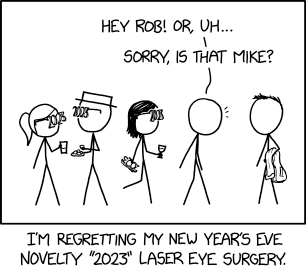 HEY ROB! OR, UH...
SORRY, IS THAT MIKE?
2023
2023
2023
I'M REGRETTING MY NEW YEAR'S EVE
NOVELTY "2023" LASER EYE SURGERY.